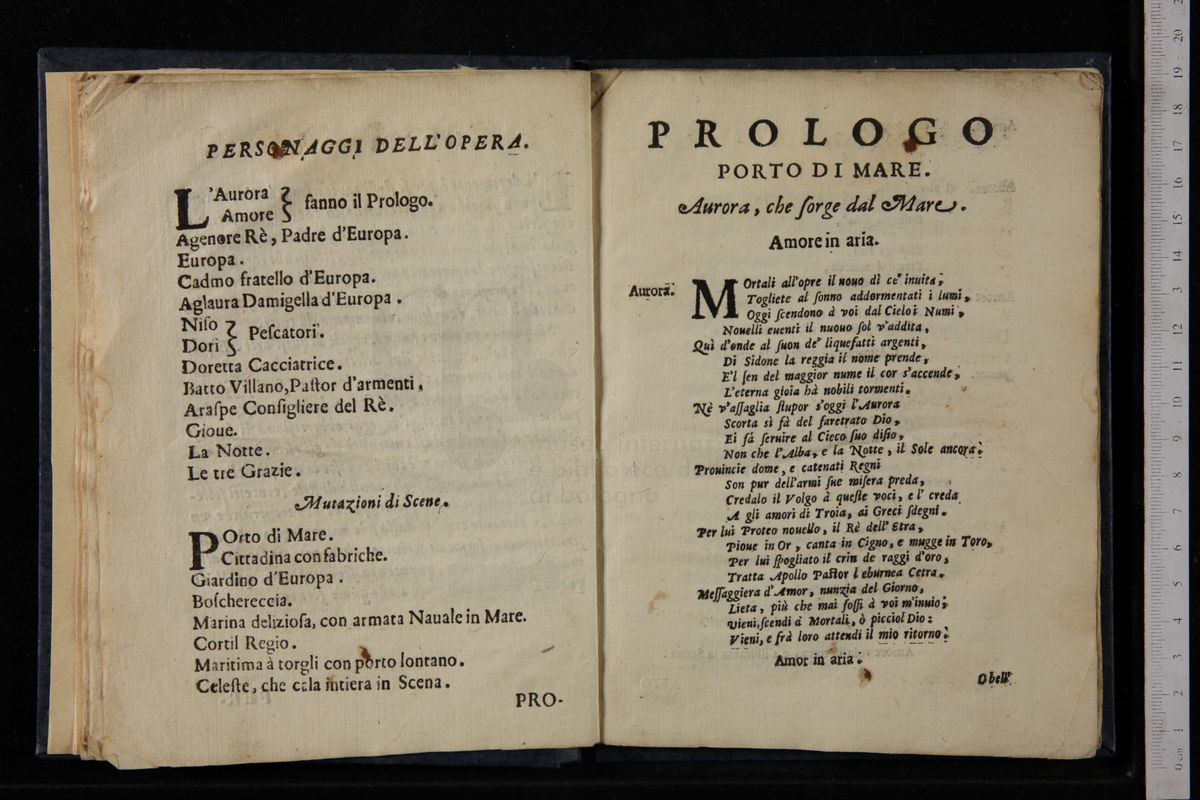 PERSONAGGI DELL'OPERA.
L'Aurora
Amore } fanno il Prologo.
Agenore Rè, Padre d'Europa.
Europa.
Cadmo fratello d'Europa.
Aglaura Damigella d'Europa.
Niſo
Dori } Peſcatori.
Doretta Cacciatrice.
Batto Villano, Paſtor d'armenti.
Araſpe Conſigliere del Rè.
Gioue.
La Notte.
Le tre Grazie.
Mutazioni di Scene.
POrto di Mare.
Cittadina con fabriche.
Giardino d'Europa.
Boſchereccia.
Marina delizioſa, con armata Nauale in Mare.
Cortil Regio.
Maritima à torgli con porto lontano.
Celeſte, che cala intiera in Scena.
PRO-
PROLOGO
PORTO DI MARE.
Aurora, che ſorge dal Mare.
Amore in aria.
Aurora.
MOrtali all'opre il nouo dì ce' inuita;
Togliete al ſonno addormentati i lumi,
Oggi ſcendono à voi dal Cielo i Numi,
Nouelli euenti il nuouo ſol v'addita,
Quì d'onde al ſuon de' liquefatti argenti,
Di Sidone la reggia il nome prende,
E'l ſen del maggior nume il cor s'accende,
L'eterna gioia hà nobili tormenti.
Nè v'aſſaglia ſtupor s'oggi l'Aurora
Scorta sì fà del faretrato Dio,
Ei fà ſeruire al Cieco ſuo diſio,
Non che l'Alba, e la Notte, il Sole ancora.
Prouincie dome, e catenati Regni
Son pur dell'armi ſue miſera preda,
Credalo il Volgo à queſte voci, e l' creda
A gli amori di Troia, ai Greci ſdegni.
Per lui Proteo nouello, il Rè dell'Etra,
Pioue in Or, canta in Cigno, e mugge in Toro,
Per lui ſpogliato il crin de raggi d'oro,
Tratta Apollo Paſtor l eburnea Cetra.
Meſſaggiera d'Amor, nunzia del Giorno,
Lieta, più che mai foſſi à voi m'inuio;
Vieni, ſcendi à Mortali, ò picciol Dio:
Vieni, e frà loro attendi il mio ritorno.
Amor in aria.
O bell'